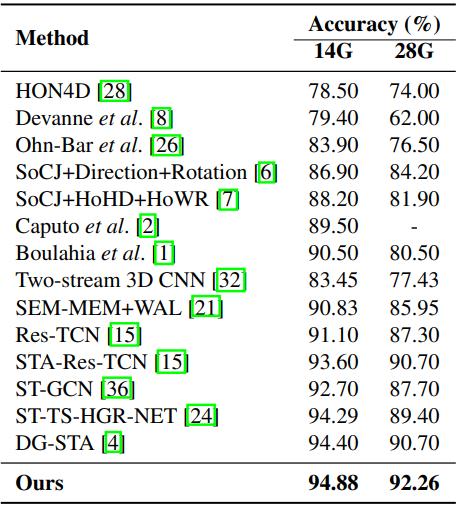 Method Accuracy (%)
14G 28G
HON4D [28] 78.50 74.00
Devanne et al. [8] 79.40 62.00
Ohn-Bar et al. [26] 83.90 76.50
SoCJ+Direction+Rotation [6] 86.90 84.20
SoCJ+HoHD+HoWR [7] 88.20 81.90
Caputo et al. [2] 89.50 -
Boulahia et al. [1] 90.50 80.50
Two-stream 3D CNN [32] 83.45 77.43
SEM-MEM+WAL [21] 90.83 85.95
Res-TCN [15] 91.10 87.30
STA-Res-TCN [15] 93.60 90.70
ST-GCN [36] 92.70 87.70
ST-TS-HGR-NET [24] 94.29 89.40
DG-STA [4] 94.40 90.70
Ours 94.88 92.26